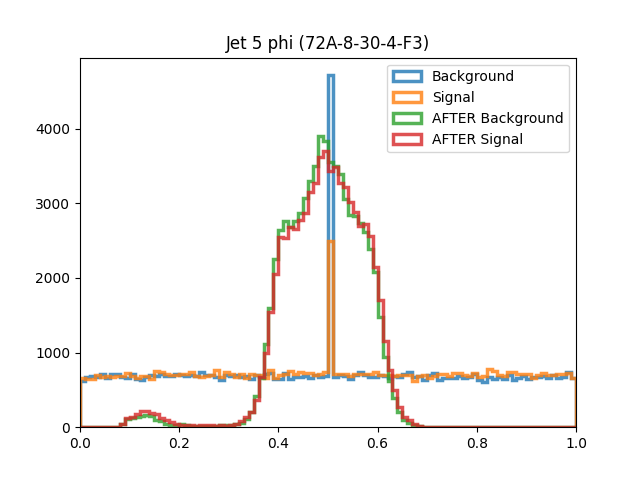 Jet 5 phi (72A-8-30-4-F3)
Background
Signal
AFTER Background
AFTER Signal
4000
3000
2000
1000
0
0.0 0.2 0.4 0.6 0.8 1.0